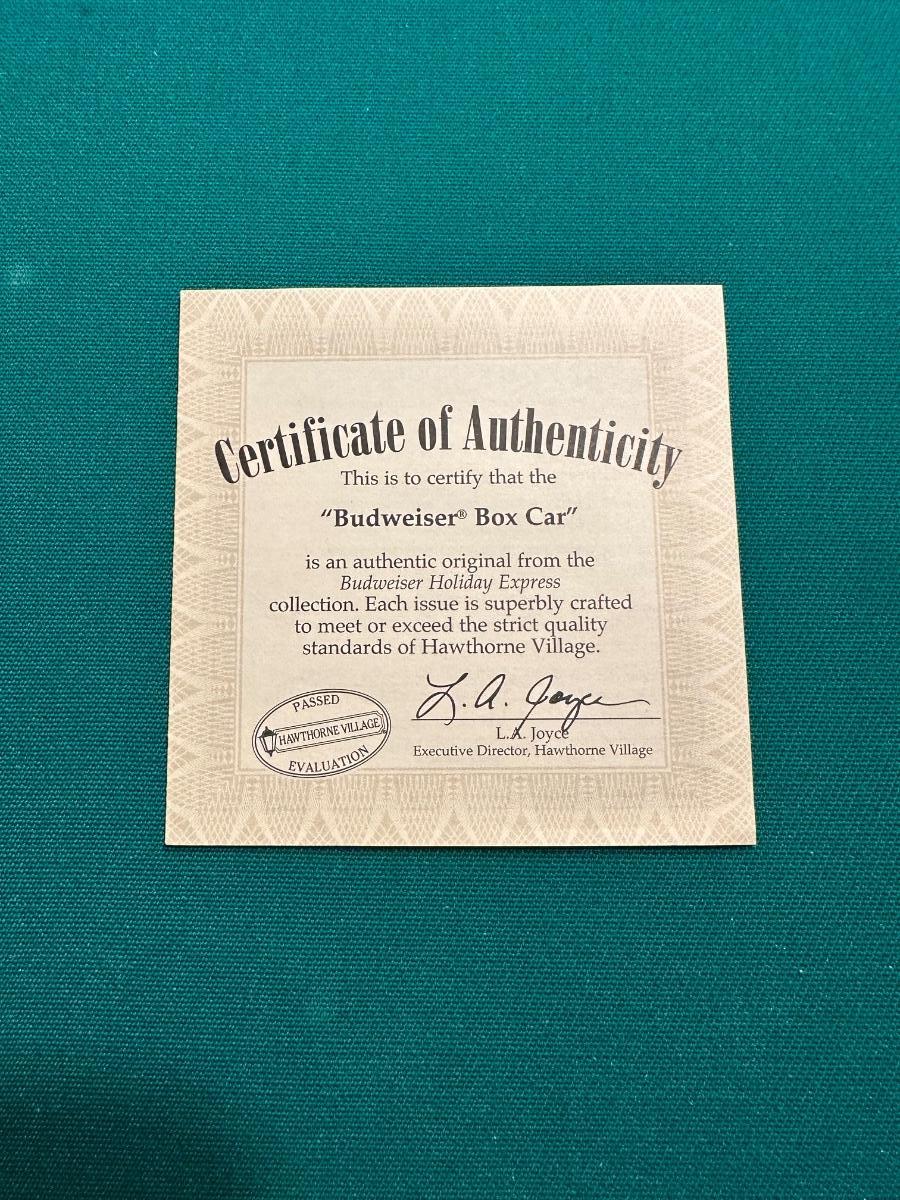 Certificate of Authenticity
This is to certify that the
"Budweiser® Box Car"
is an authentic original from the
Budweiser Holiday Express
collection. Each issue is superbly crafted
to meet or exceed the strict quality
standards of Hawthorne Village.
PASSED
HAWTHORNE VILLAGE
EVALUATION
L. A. Joyce
L.A. Joyce
Executive Director, Hawthorne Village